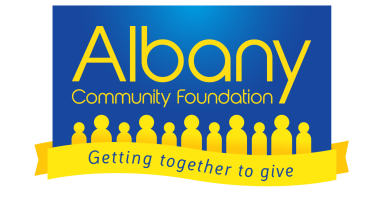 Albany
Community Foundation
Getting together to give